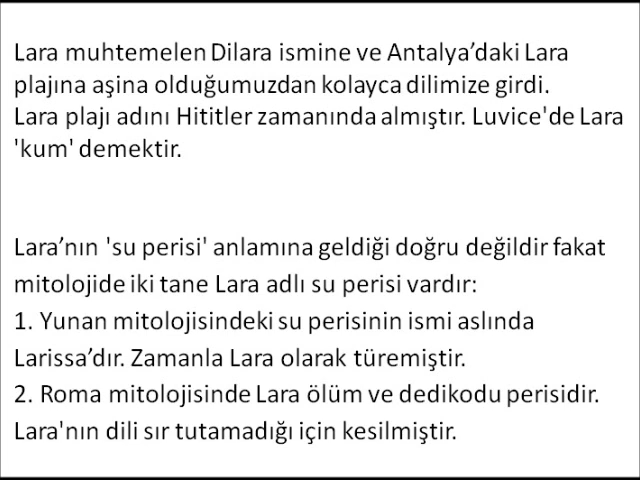 Lara muhtemelen Dilara ismine ve Antalya’daki Lara
plajına aşina olduğumuzdan kolayca dilimize girdi.
Lara plajı adını Hititler zamanında almıştır. Luvice'de Lara
'kum' demektir.
Lara’nın 'su perisi' anlamına geldiği doğru değildir fakat
mitolojide iki tane Lara adlı su perisi vardır:
1. Yunan mitolojisindeki su perisinin ismi aslında
Larissa’dır. Zamanla Lara olarak türemiştir.
2. Roma mitolojisinde Lara ölüm ve dedikodu perisidir.
Lara'nın dili sır tutamadığı için kesilmiştir.